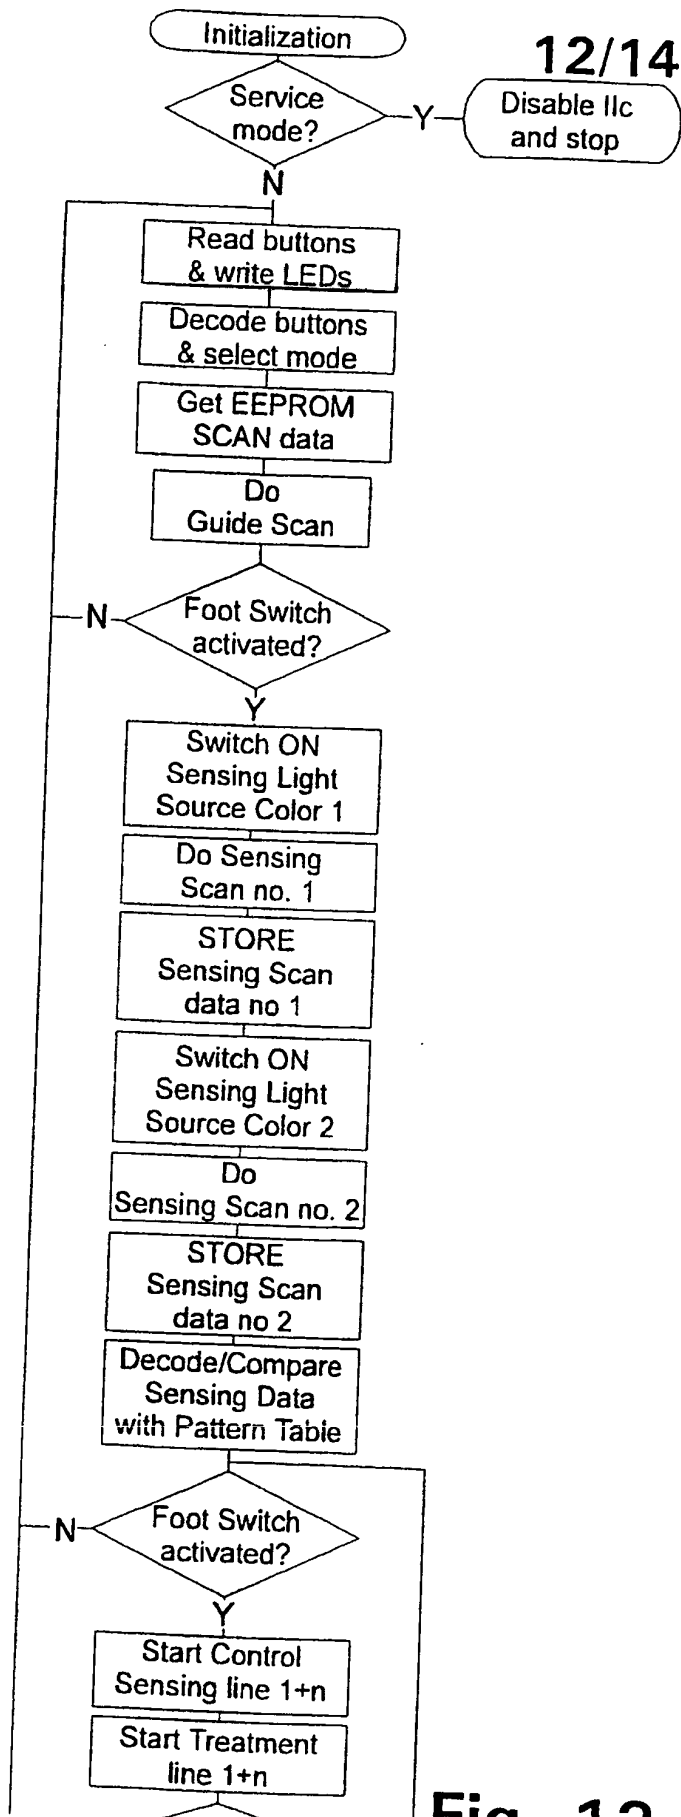 Initialization
12/14
Service
mode?
Y
Disable IIc
and stop
N
Read buttons
& write LEDs
Decode buttons
& select mode
Get EEPROM
SCAN data
Do
Guide Scan
N
Foot Switch
activated?
Y
Switch ON
Sensing Light
Source Color 1
Do Sensing
Scan no. 1
STORE
Sensing Scan
data no 1
Switch ON
Sensing Light
Source Color 2
Do
Sensing Scan no. 2
STORE
Sensing Scan
data no 2
Decode/Compare
Sensing Data
with Pattern Table
N
Foot Switch
activated?
Y
Start Control
Sensing line 1+n
Start Treatment
line 1+n
Fig. 12